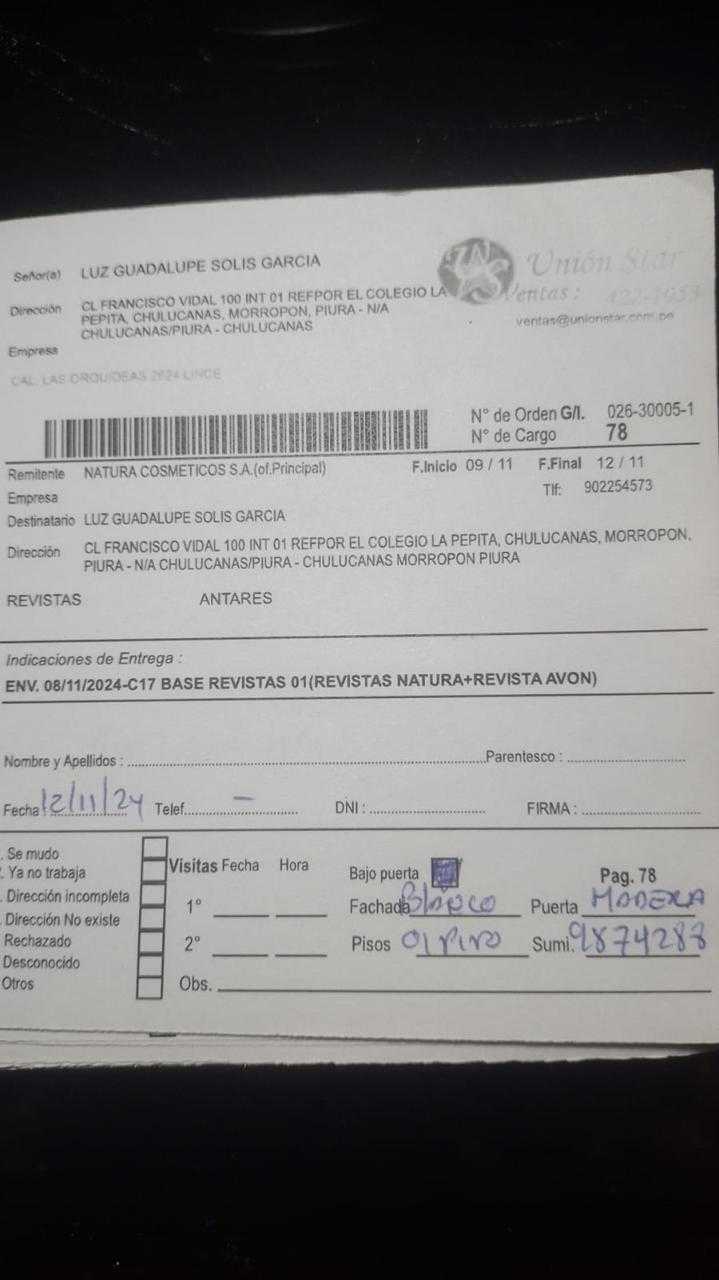 Señor(a) LUZ GUADALUPE SOLIS GARCIA
Unión Star
Dirección CL FRANCISCO VIDAL 100 INT 01 REFPOR EL COLEGIO LA
PEPITA, CHULUCANAS, MORROPON, PIURA - N/A
CHULUCANAS/PIURA - CHULUCANAS
Ventas:
ventas@unionstar.com.pe
Empresa
CAL. LAS ORQUIDEAS 2624 LINCE
N° de Orden G/I. 026-30005-1
N° de Cargo 78
Remitente NATURA COSMETICOS S.A.(of.Principal) F.Inicio 09 / 11 F.Final 12 / 11
Empresa Tlf: 902254573
Destinatario LUZ GUADALUPE SOLIS GARCIA
Dirección CL FRANCISCO VIDAL 100 INT 01 REFPOR EL COLEGIO LA PEPITA, CHULUCANAS, MORROPON,
PIURA - N/A CHULUCANAS/PIURA - CHULUCANAS MORROPON PIURA
REVISTAS ANTARES
Indicaciones de Entrega :
ENV. 08/11/2024-C17 BASE REVISTAS 01(REVISTAS NATURA+REVISTA AVON)
Nombre y Apellidos : Parentesco :
Fecha 12/11/24 Telef. - DNI : FIRMA :
. Se mudo
. Ya no trabaja
. Dirección incompleta
. Dirección No existe
Rechazado
Desconocido
Otros
Visitas Fecha Hora
1°
2°
Obs.
Bajo puerta Pag. 78
Fachada Blanco Puerta MADERA
Pisos 01 PISO Sumi. 9874288